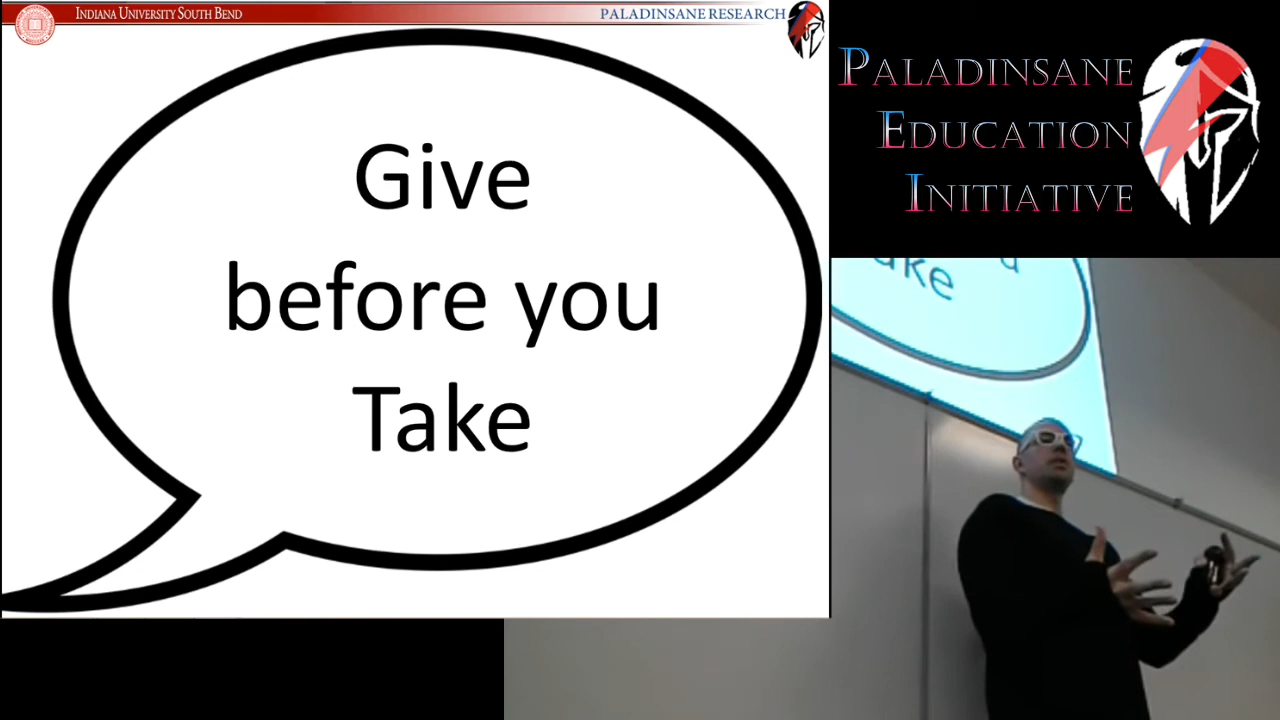 INDIANA UNIVERSITY SOUTH BEND
PALADINSANE RESEARCH
Give
before you
Take
PALADINSANE
EDUCATION
INITIATIVE
ake